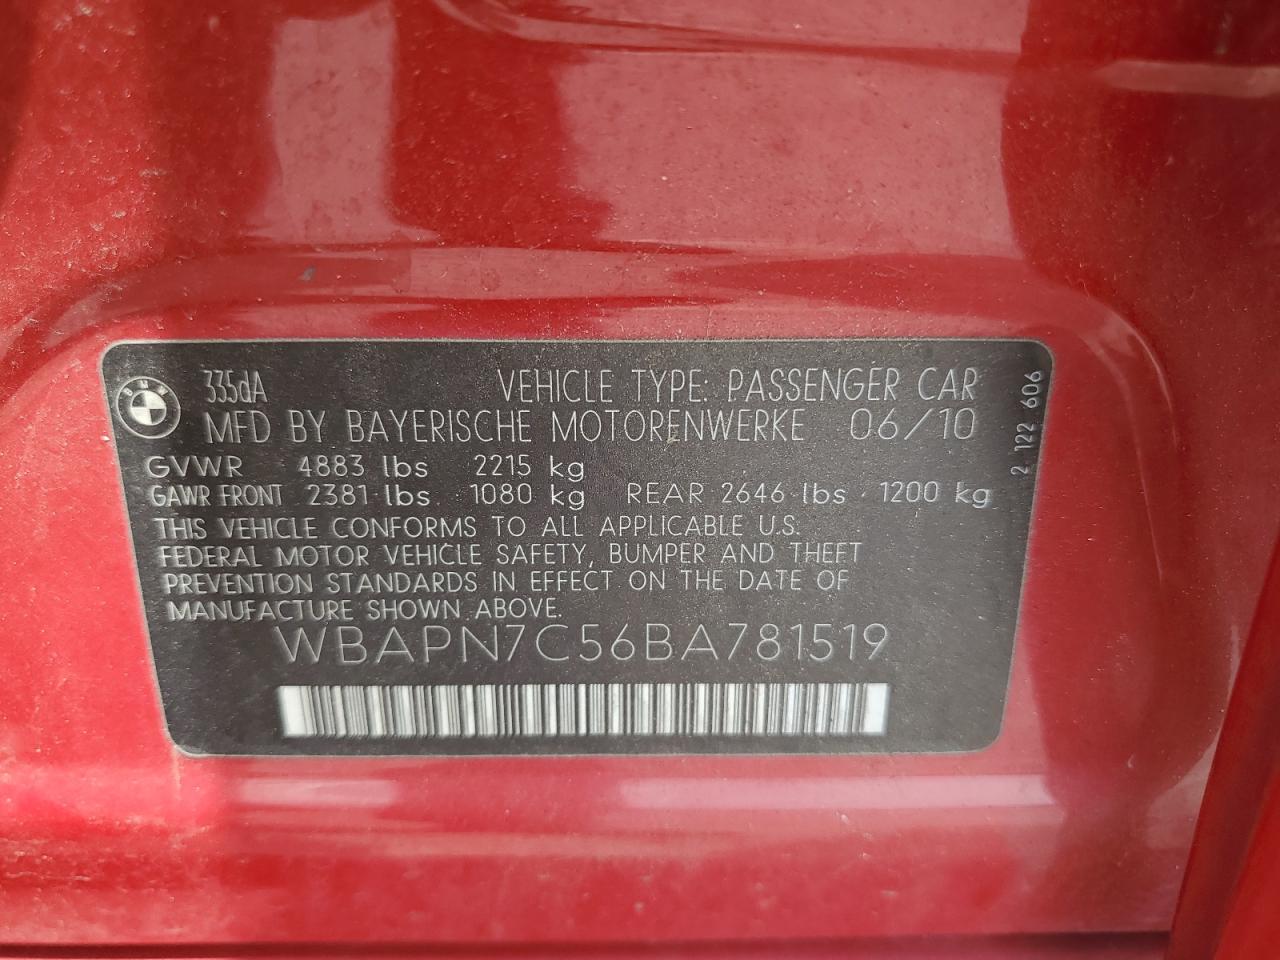 BMW
335dA VEHICLE TYPE: PASSENGER CAR
MFD BY BAYERISCHE MOTORENWERKE 06/10
GVWR 4883 lbs 2215 kg
GAWR FRONT 2381 lbs 1080 kg REAR 2646 lbs 1200 kg
THIS VEHICLE CONFORMS TO ALL APPLICABLE U.S.
FEDERAL MOTOR VEHICLE SAFETY, BUMPER AND THEFT
PREVENTION STANDARDS IN EFFECT ON THE DATE OF
MANUFACTURE SHOWN ABOVE.
WBAPN7C56BA781519
2 122 606